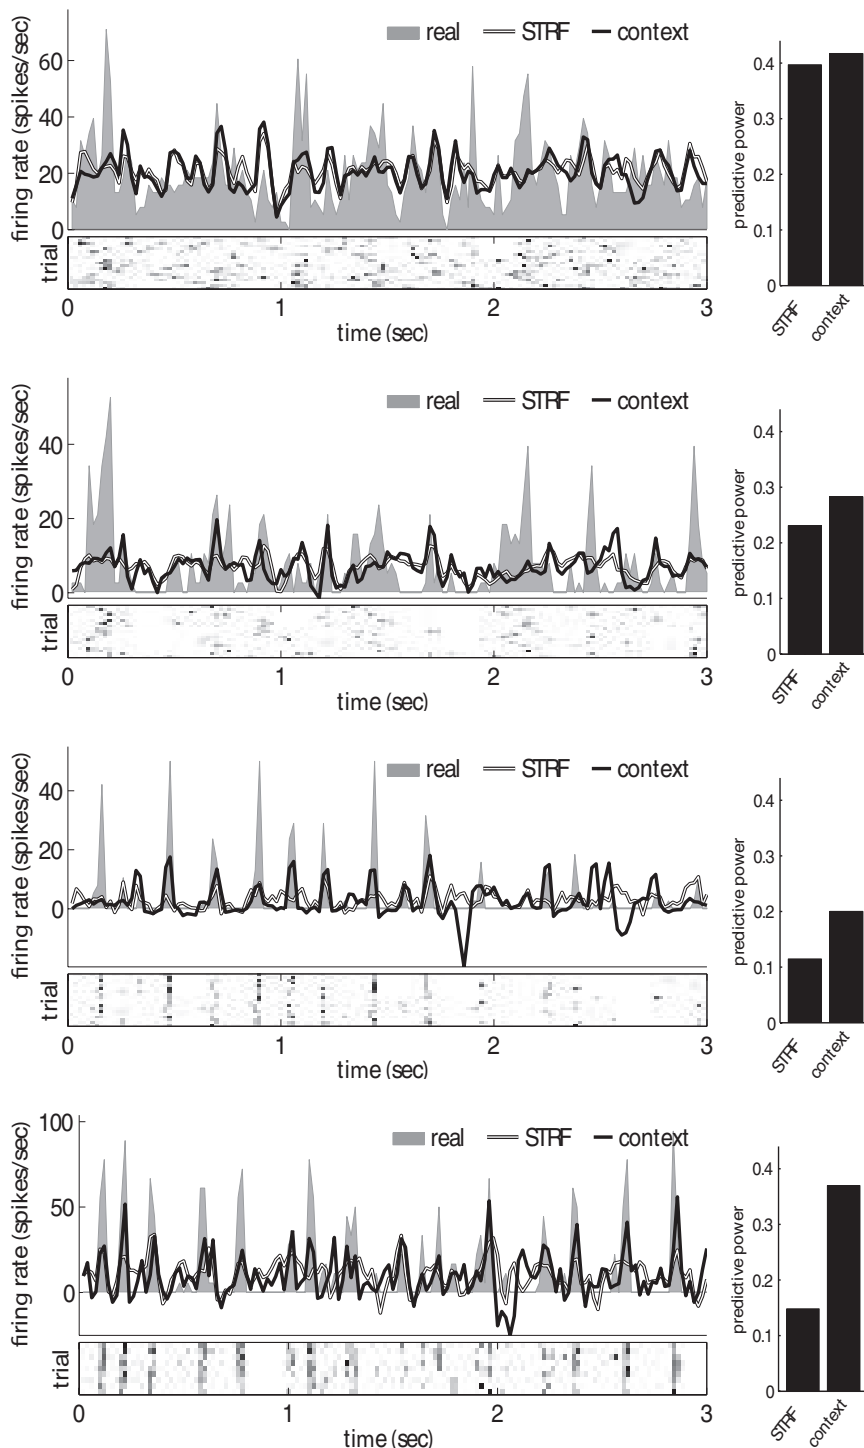 real STRF context
60
40
20
0
firing rate (spikes/sec)
trial
0 1 2 3
time (sec)
0.4
0.3
0.2
0.1
0
predictive power
STRF context
real STRF context
40
20
0
firing rate (spikes/sec)
trial
0 1 2 3
time (sec)
0.4
0.3
0.2
0.1
0
predictive power
STRF context
real STRF context
40
20
0
firing rate (spikes/sec)
trial
0 1 2 3
time (sec)
0.4
0.3
0.2
0.1
0
predictive power
STRF context
real STRF context
100
50
0
firing rate (spikes/sec)
trial
0 1 2 3
time (sec)
0.4
0.3
0.2
0.1
0
predictive power
STRF context